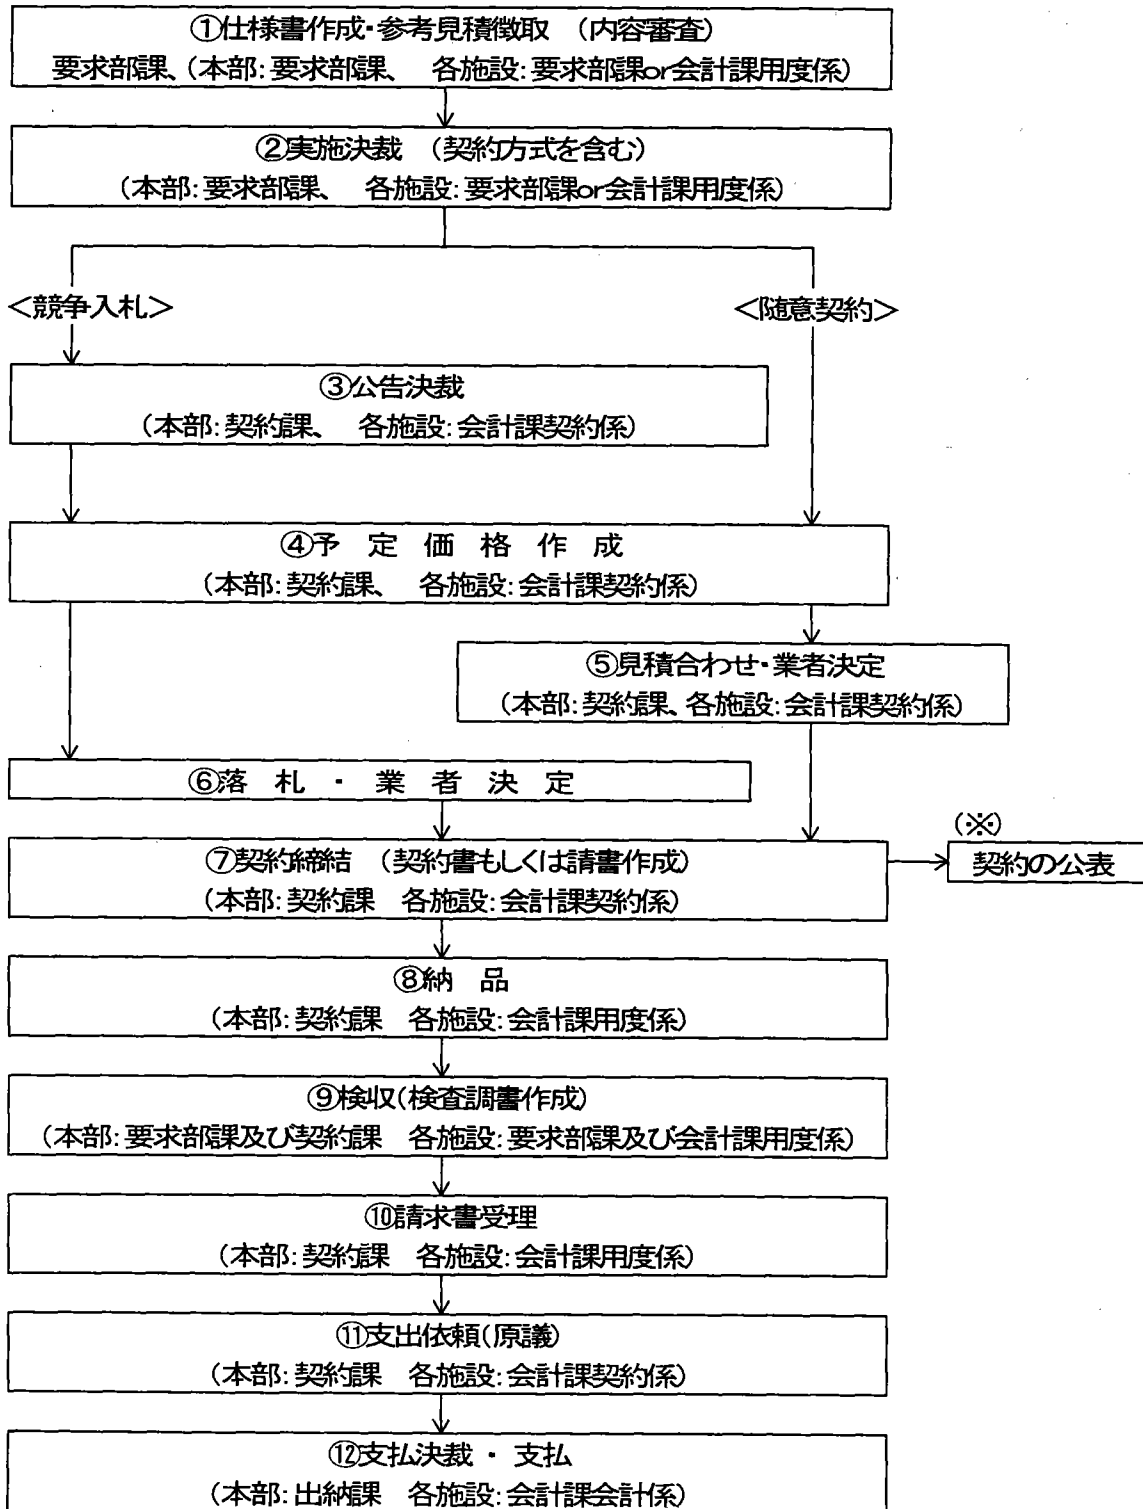 ①仕様書作成・参考見積徴取 (内容審査)
要求部課、(本部:要求部課、 各施設:要求部課or会計課用度係)
②実施決裁 (契約方式を含む)
(本部:要求部課、 各施設:要求部課or会計課用度係)
<競争入札>
<随意契約>
③公告決裁
(本部:契約課、 各施設:会計課契約係)
④予 定 価 格 作 成
(本部:契約課、 各施設:会計課契約係)
⑤見積合わせ・業者決定
(本部:契約課、各施設:会計課契約係)
⑥落 札 ・ 業 者 決 定
(※)
契約の公表
⑦契約締結 (契約書もしくは請書作成)
(本部:契約課 各施設:会計課契約係)
⑧納 品
(本部:契約課 各施設:会計課用度係)
⑨検収(検査調書作成)
(本部:要求部課及び契約課 各施設:要求部課及び会計課用度係)
⑩請求書受理
(本部:契約課 各施設:会計課用度係)
⑪支出依頼(原議)
(本部:契約課 各施設:会計課契約係)
⑫支払決裁 ・ 支払
(本部:出納課 各施設:会計課会計係)